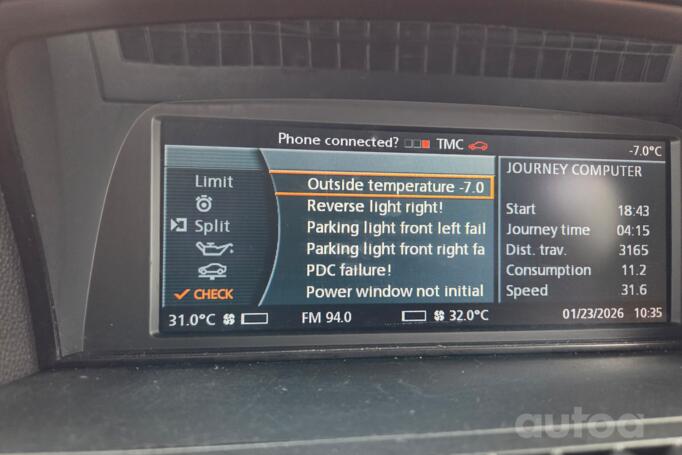 Phone connected? TMC
-7.0°C
Limit
Split
CHECK
Outside temperature -7.0
Reverse light right!
Parking light front left fail
Parking light front right fa
PDC failure!
Power window not initial
JOURNEY COMPUTER
Start 18:43
Journey time 04:15
Dist. trav. 3165
Consumption 11.2
Speed 31.6
31.0°C FM 94.0 32.0°C 01/23/2026 10:35
autoa
AUTOA.COM